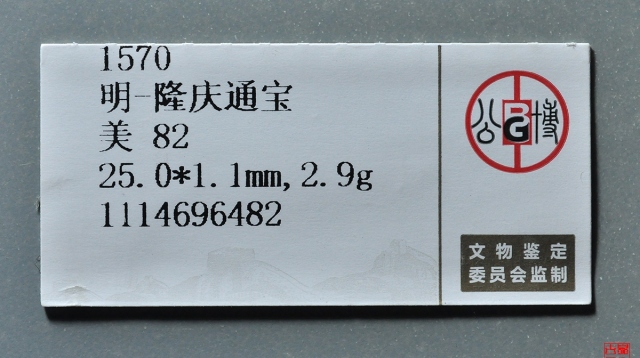 1570
明-隆庆通宝
美 82
25.0*1.1mm,2.9g
1114696482
公 BG 博
文物鉴定
委员会监制